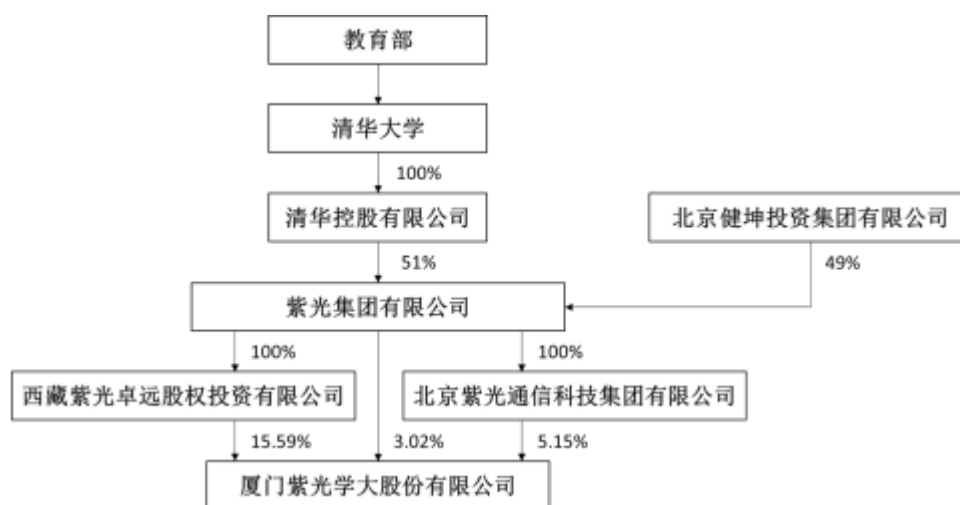 教育部
清华大学
100%
清华控股有限公司
北京健坤投资集团有限公司
51%
49%
紫光集团有限公司
100%
100%
西藏紫光卓远股权投资有限公司
北京紫光通信科技集团有限公司
15.59%
3.02%
5.15%
厦门紫光学大股份有限公司